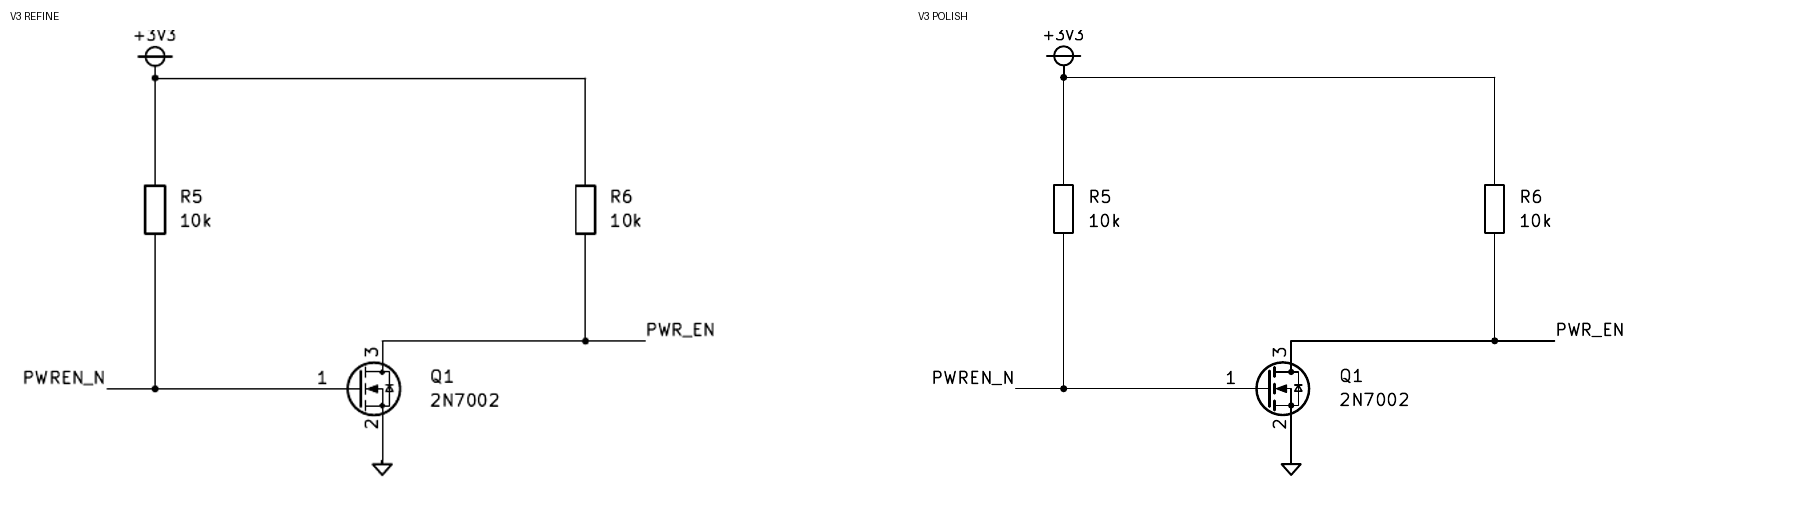 V3 REFINE
+3V3
R5
10k
R6
10k
PWR_EN
3
PWREN_N
1
Q1
2N7002
2
V3 POLISH
+3V3
R5
10k
R6
10k
PWR_EN
3
PWREN_N
1
Q1
2N7002
2